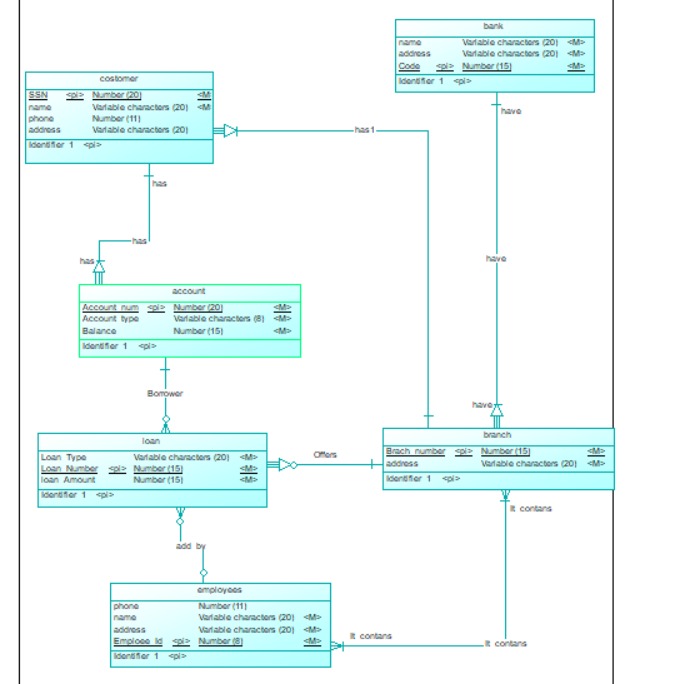 bank
name Variable characters (20) <M>
address Variable characters (20) <M>
Code <pi> Number (15) <M>
Identifier 1 <pi>
costomer
SSN <pi> Number (20) <M
name Variable characters (20) <M
phone Number (11)
address Variable characters (20)
Identifier 1 <pi>
has1
have
has
has
has
have
account
Account num <pi> Number (20) <M>
Account type Variable characters (8) <M>
Balance Number (15) <M>
Identifier 1 <pi>
Borrower
have
loan
Loan Type Variable characters (20) <M>
Loan Number <pi> Number (15) <M>
loan Amount Number (15) <M>
Identifier 1 <pi>
Offers
branch
Brach number <pi> Number (15) <M>
address Variable characters (20) <M>
Identifier 1 <pi>
It contans
add by
employees
phone Number (11)
name Variable characters (20) <M>
address Variable characters (20) <M>
Emploee Id <pi> Number (8) <M>
Identifier 1 <pi>
It contans
It contans